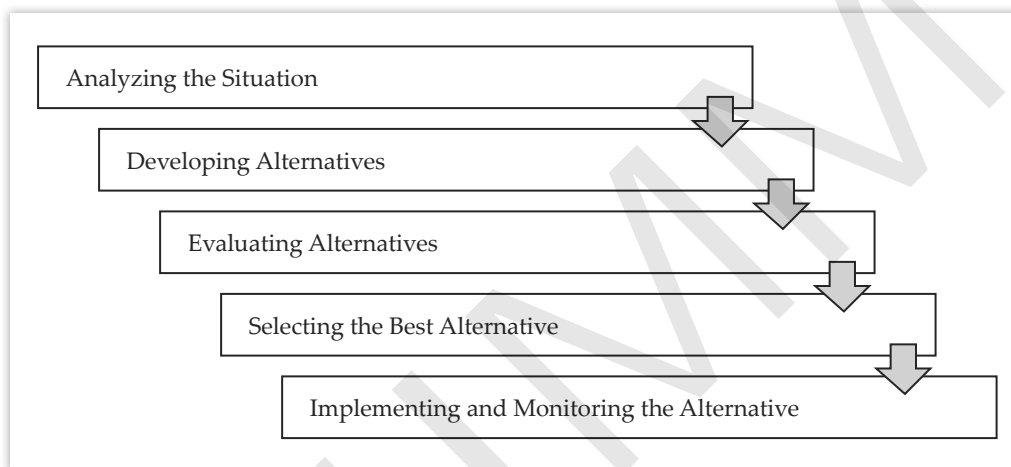 Analyzing the Situation
Developing Alternatives
Evaluating Alternatives
Selecting the Best Alternative
Implementing and Monitoring the Alternative